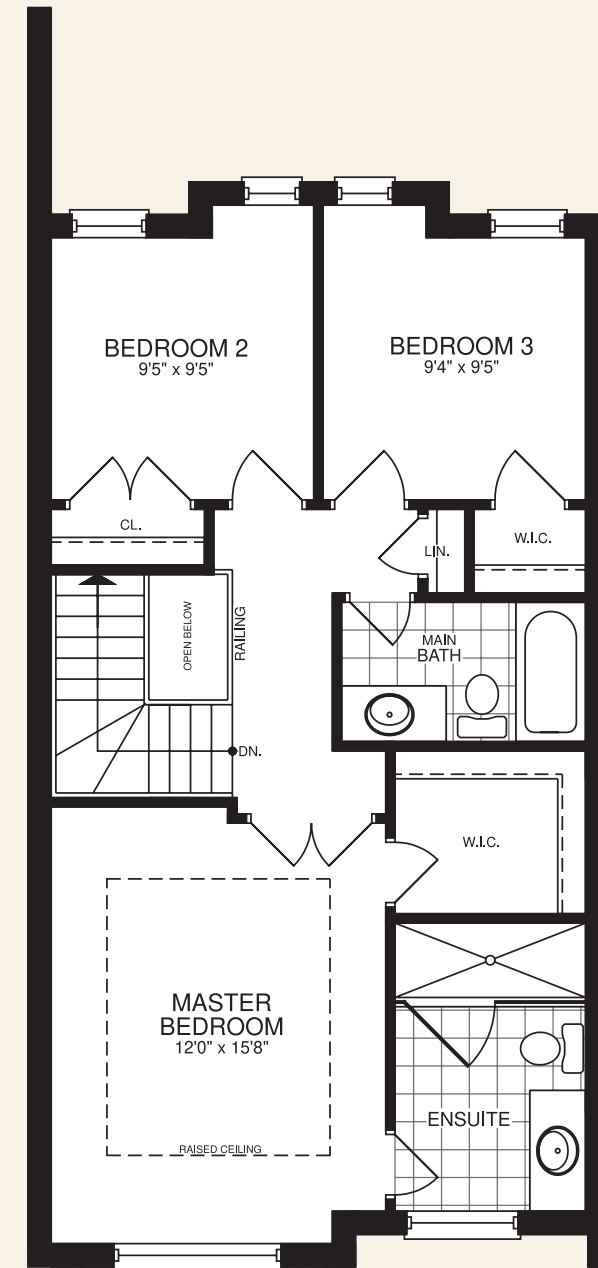 BEDROOM 2
9'5" x 9'5"
BEDROOM 3
9'4" x 9'5"
CL.
LIN.
W.I.C.
OPEN BELOW
RAILING
MAIN
BATH
DN.
W.I.C.
MASTER
BEDROOM
12'0" x 15'8"
RAISED CEILING
ENSUITE